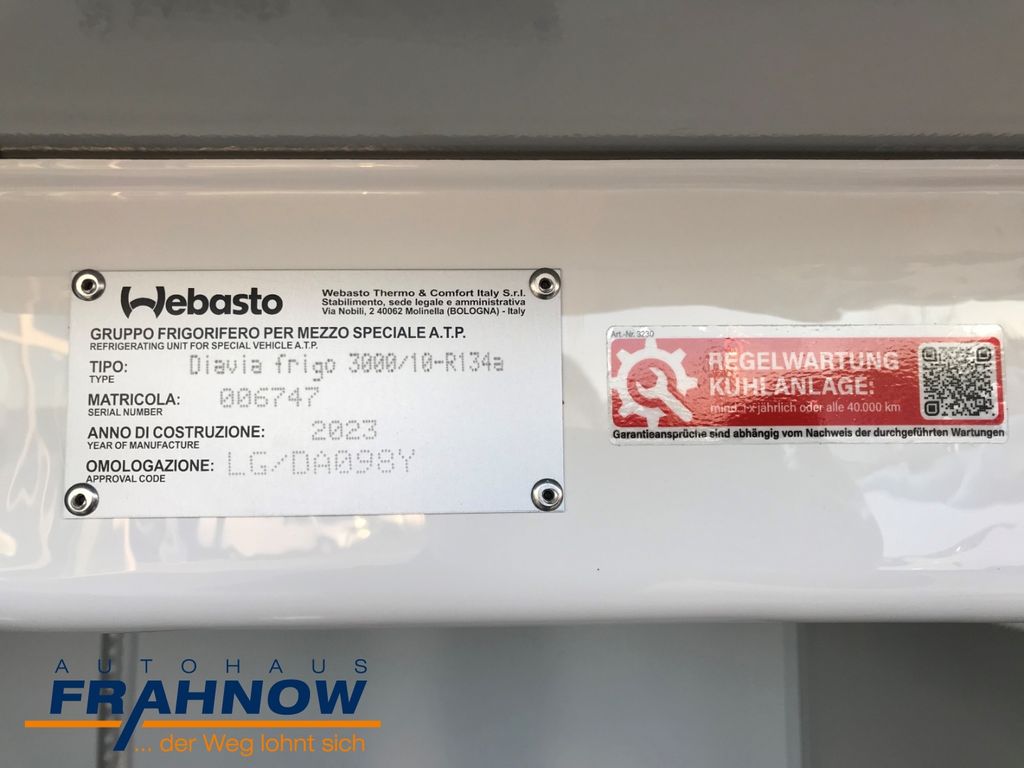 Webasto
Webasto Thermo & Comfort Italy S.r.l.
Stabilimento, sede legale e amministrativa
Via Nobili, 2 40062 Molinella (BOLOGNA) - Italy
GRUPPO FRIGORIFERO PER MEZZO SPECIALE A.T.P.
REFRIGERATING UNIT FOR SPECIAL VEHICLE A.T.P.
TIPO: Diavia frigo 3000/10-R134a
TYPE
MATRICOLA: 006747
SERIAL NUMBER
ANNO DI COSTRUZIONE: 2023
YEAR OF MANUFACTURE
OMOLOGAZIONE: LG/DA098Y
APPROVAL CODE
Art.-Nr. 3230
REGELWARTUNG
KÜHLANLAGE:
mind. 1 x jährlich oder alle 40.000 km
Garantieansprüche sind abhängig vom Nachweis der durchgeführten Wartungen
AUTOHAUS
FRAHNOW
... der Weg lohnt sich